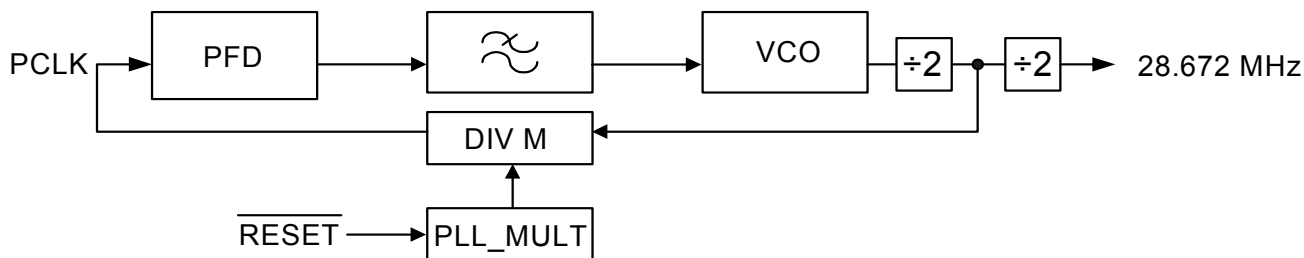 PCLK
PFD
VCO
÷2
÷2
28.672 MHz
DIV M
RESET
PLL_MULT